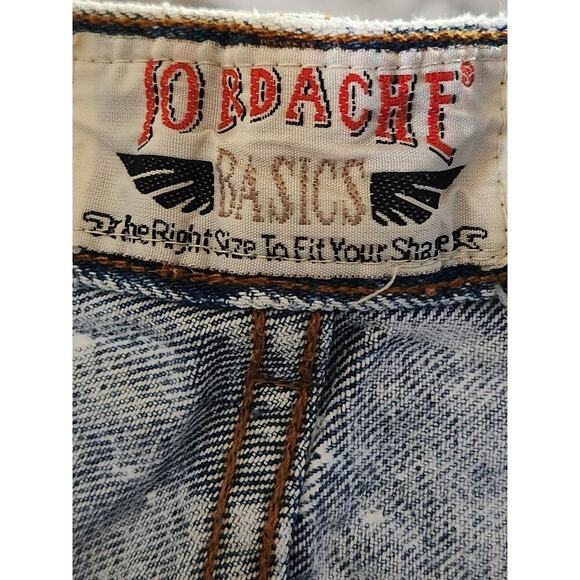 JORDACHE®
BASICS
The Right Size To Fit Your Shape